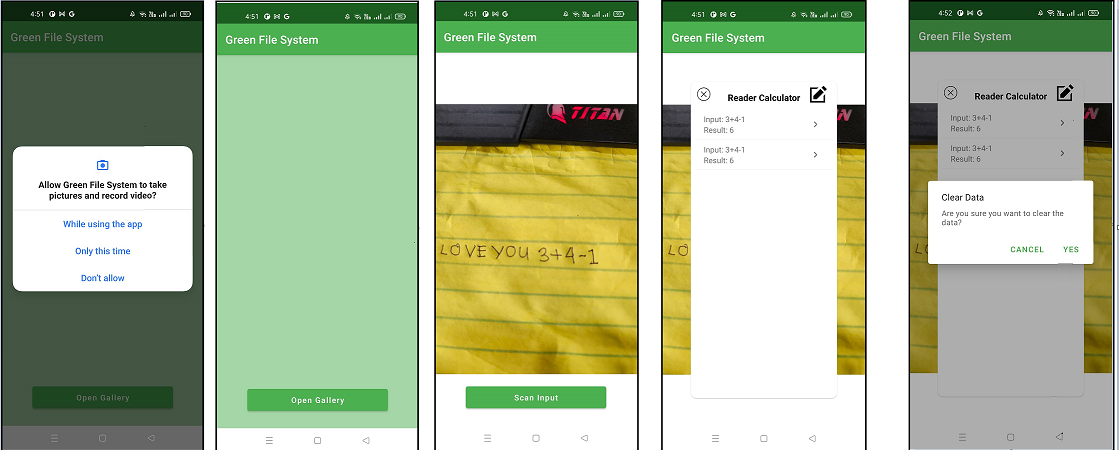 4:51
Green File System
Allow Green File System to take
pictures and record video?
While using the app
Only this time
Don't allow
Open Gallery
4:51
Green File System
Open Gallery
4:51
Green File System
TITAN
LOVE YOU 3+4-1
Scan Input
4:51
Green File System
Reader Calculator
Input: 3+4-1
Result: 6
Input: 3+4-1
Result: 6
4:52
Green File System
Reader Calculator
Input: 3+4-1
Result: 6
Input: 3+4-1
Result: 6
Clear Data
Are you sure you want to clear the
data?
CANCEL YES